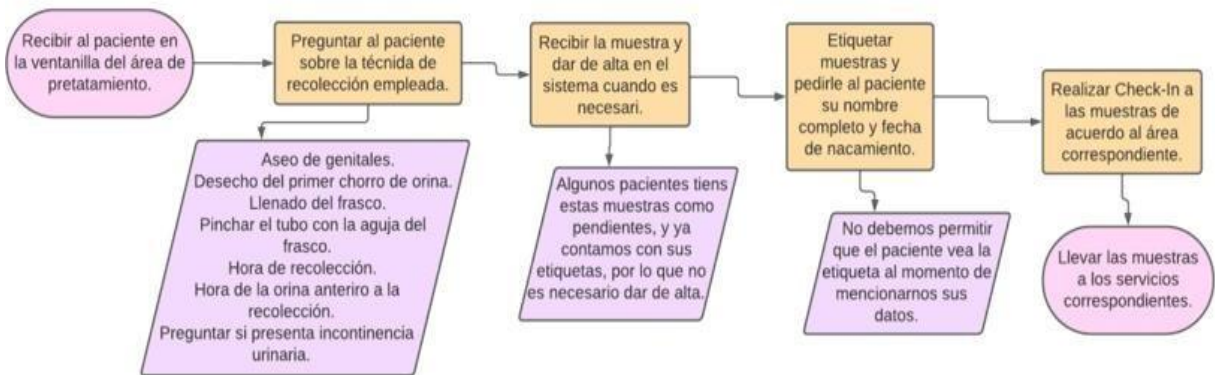 Recibir al paciente en
la ventanilla del área de
pretatamiento.
Preguntar al paciente
sobre la técnida de
recolección empleada.
Recibir la muestra y
dar de alta en el
sistema cuando es
necesari.
Etiquetar
muestras y
pedirle al paciente
su nombre
completo y fecha
de nacamiento.
Realizar Check-In a
las muestras de
acuerdo al área
correspondiente.
Aseo de genitales.
Desecho del primer chorro de orina.
Llenado del frasco.
Pinchar el tubo con la aguja del
frasco.
Hora de recolección.
Hora de la orina anteriro a la
recolección.
Preguntar si presenta incontinencia
urinaria.
Algunos pacientes tiens
estas muestras como
pendientes, y ya
contamos con sus
etiquetas, por lo que no
es necesario dar de alta.
No debemos permitir
que el paciente vea la
etiqueta al momento de
mencionarnos sus
datos.
Llevar las muestras
a los servicios
correspondientes.